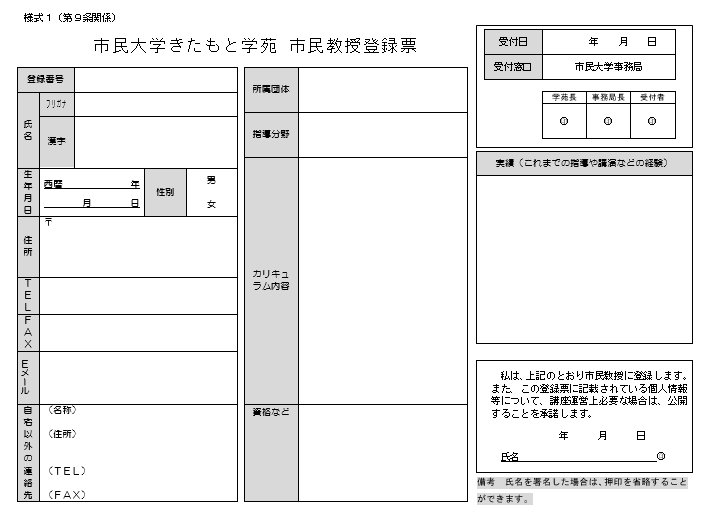 様式１（第９条関係）
市民大学きたもと学苑 市民教授登録票
登録番号
氏名
フリガナ
漢字
生年月日
西暦 年
月 日
性別
男
女
住所
〒
ＴＥＬ
ＦＡＸ
Ｅメール
自宅以外の連絡先
（名称）
（住所）
（ＴＥＬ）
（ＦＡＸ）
所属団体
指導分野
カリキュ
ラム内容
資格など
受付日 年 月 日
受付窓口 市民大学事務局
学苑長 事務局長 受付者
㊞ ㊞ ㊞
実績（これまでの指導や講演などの経験）
私は、上記のとおり市民教授に登録します。
また、この登録票に記載されている個人情報
等について、講座運営上必要な場合は、公開
することを承諾します。
年 月 日
氏名 ㊞
備考 氏名を署名した場合は、押印を省略すること
ができます。